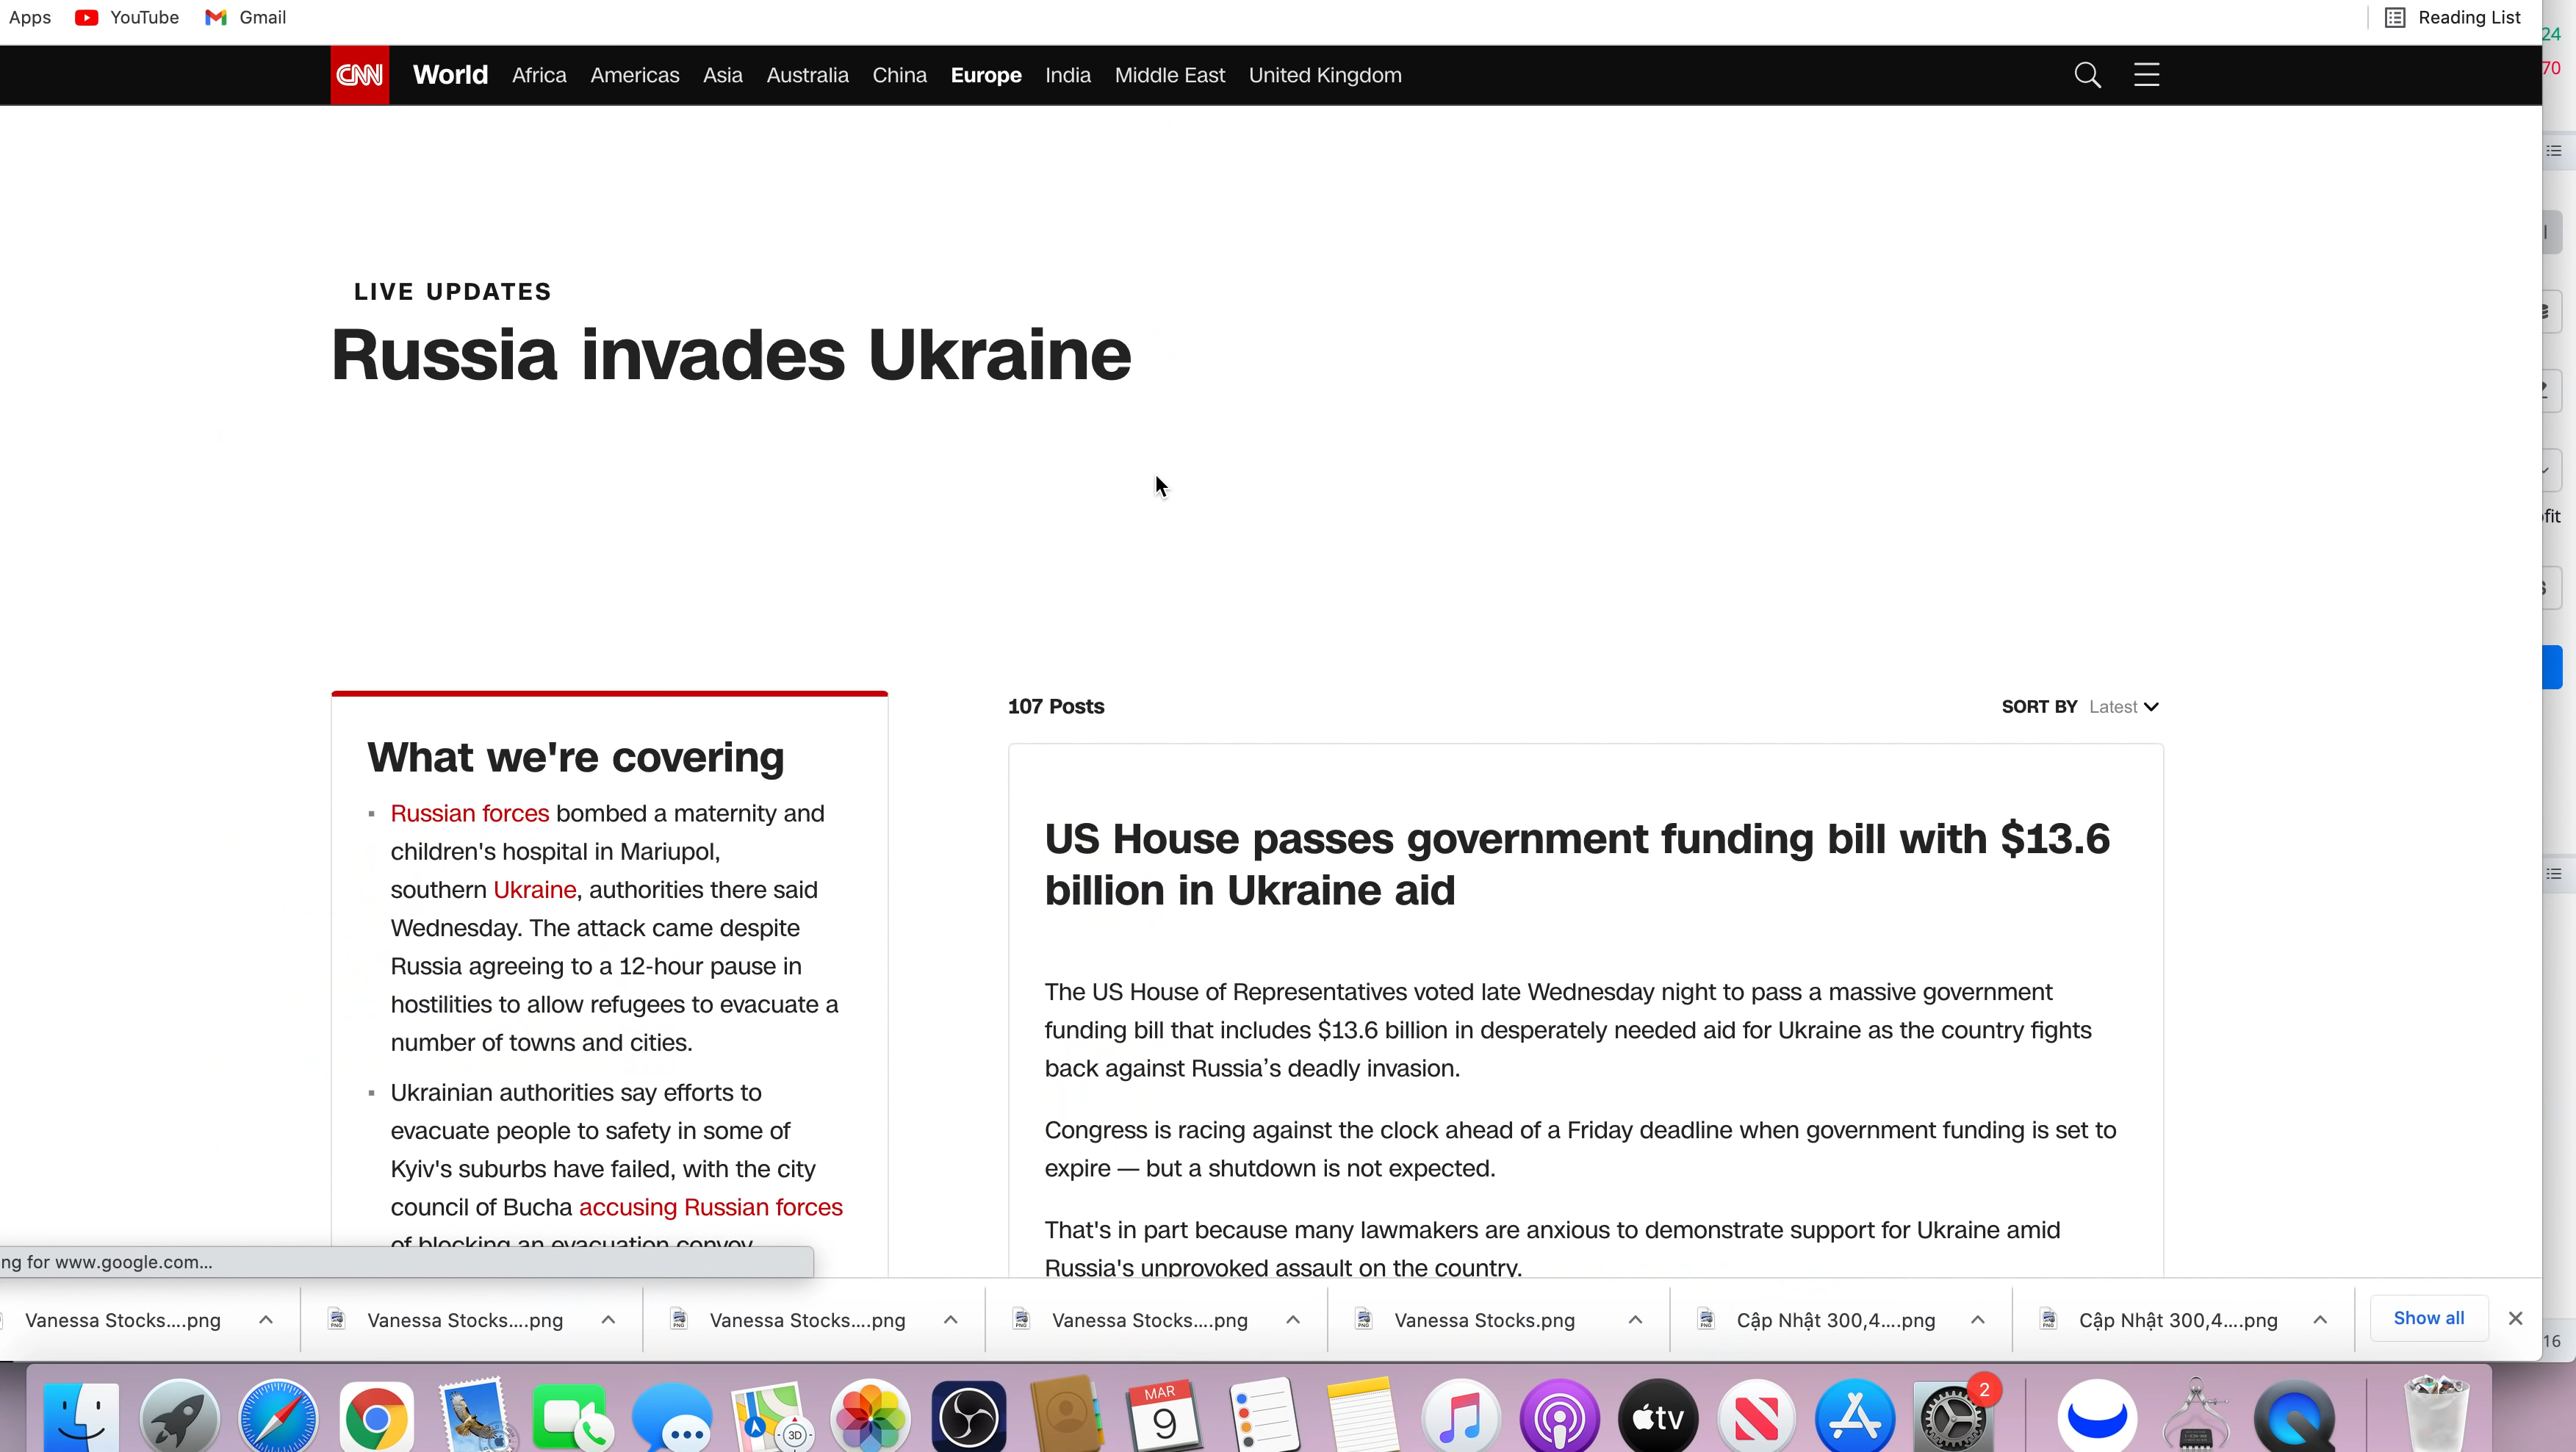 Apps YouTube Gmail Reading List
24
70
CNN World Africa Americas Asia Australia China Europe India Middle East United Kingdom
LIVE UPDATES
Russia invades Ukraine
fit
107 Posts
SORT BY Latest
What we're covering
Russian forces bombed a maternity and
children's hospital in Mariupol,
southern Ukraine, authorities there said
Wednesday. The attack came despite
Russia agreeing to a 12-hour pause in
hostilities to allow refugees to evacuate a
number of towns and cities.
Ukrainian authorities say efforts to
evacuate people to safety in some of
Kyiv's suburbs have failed, with the city
council of Bucha accusing Russian forces
of blocking an evacuation convoy
US House passes government funding bill with $13.6
billion in Ukraine aid
The US House of Representatives voted late Wednesday night to pass a massive government
funding bill that includes $13.6 billion in desperately needed aid for Ukraine as the country fights
back against Russia’s deadly invasion.
Congress is racing against the clock ahead of a Friday deadline when government funding is set to
expire — but a shutdown is not expected.
That's in part because many lawmakers are anxious to demonstrate support for Ukraine amid
Russia's unprovoked assault on the country.
ng for www.google.com...
Vanessa Stocks....png Vanessa Stocks....png Vanessa Stocks....png Vanessa Stocks....png Vanessa Stocks.png Cập Nhật 300,4....png Cập Nhật 300,4....png Show all
16
MAR
9
3D
tv
2